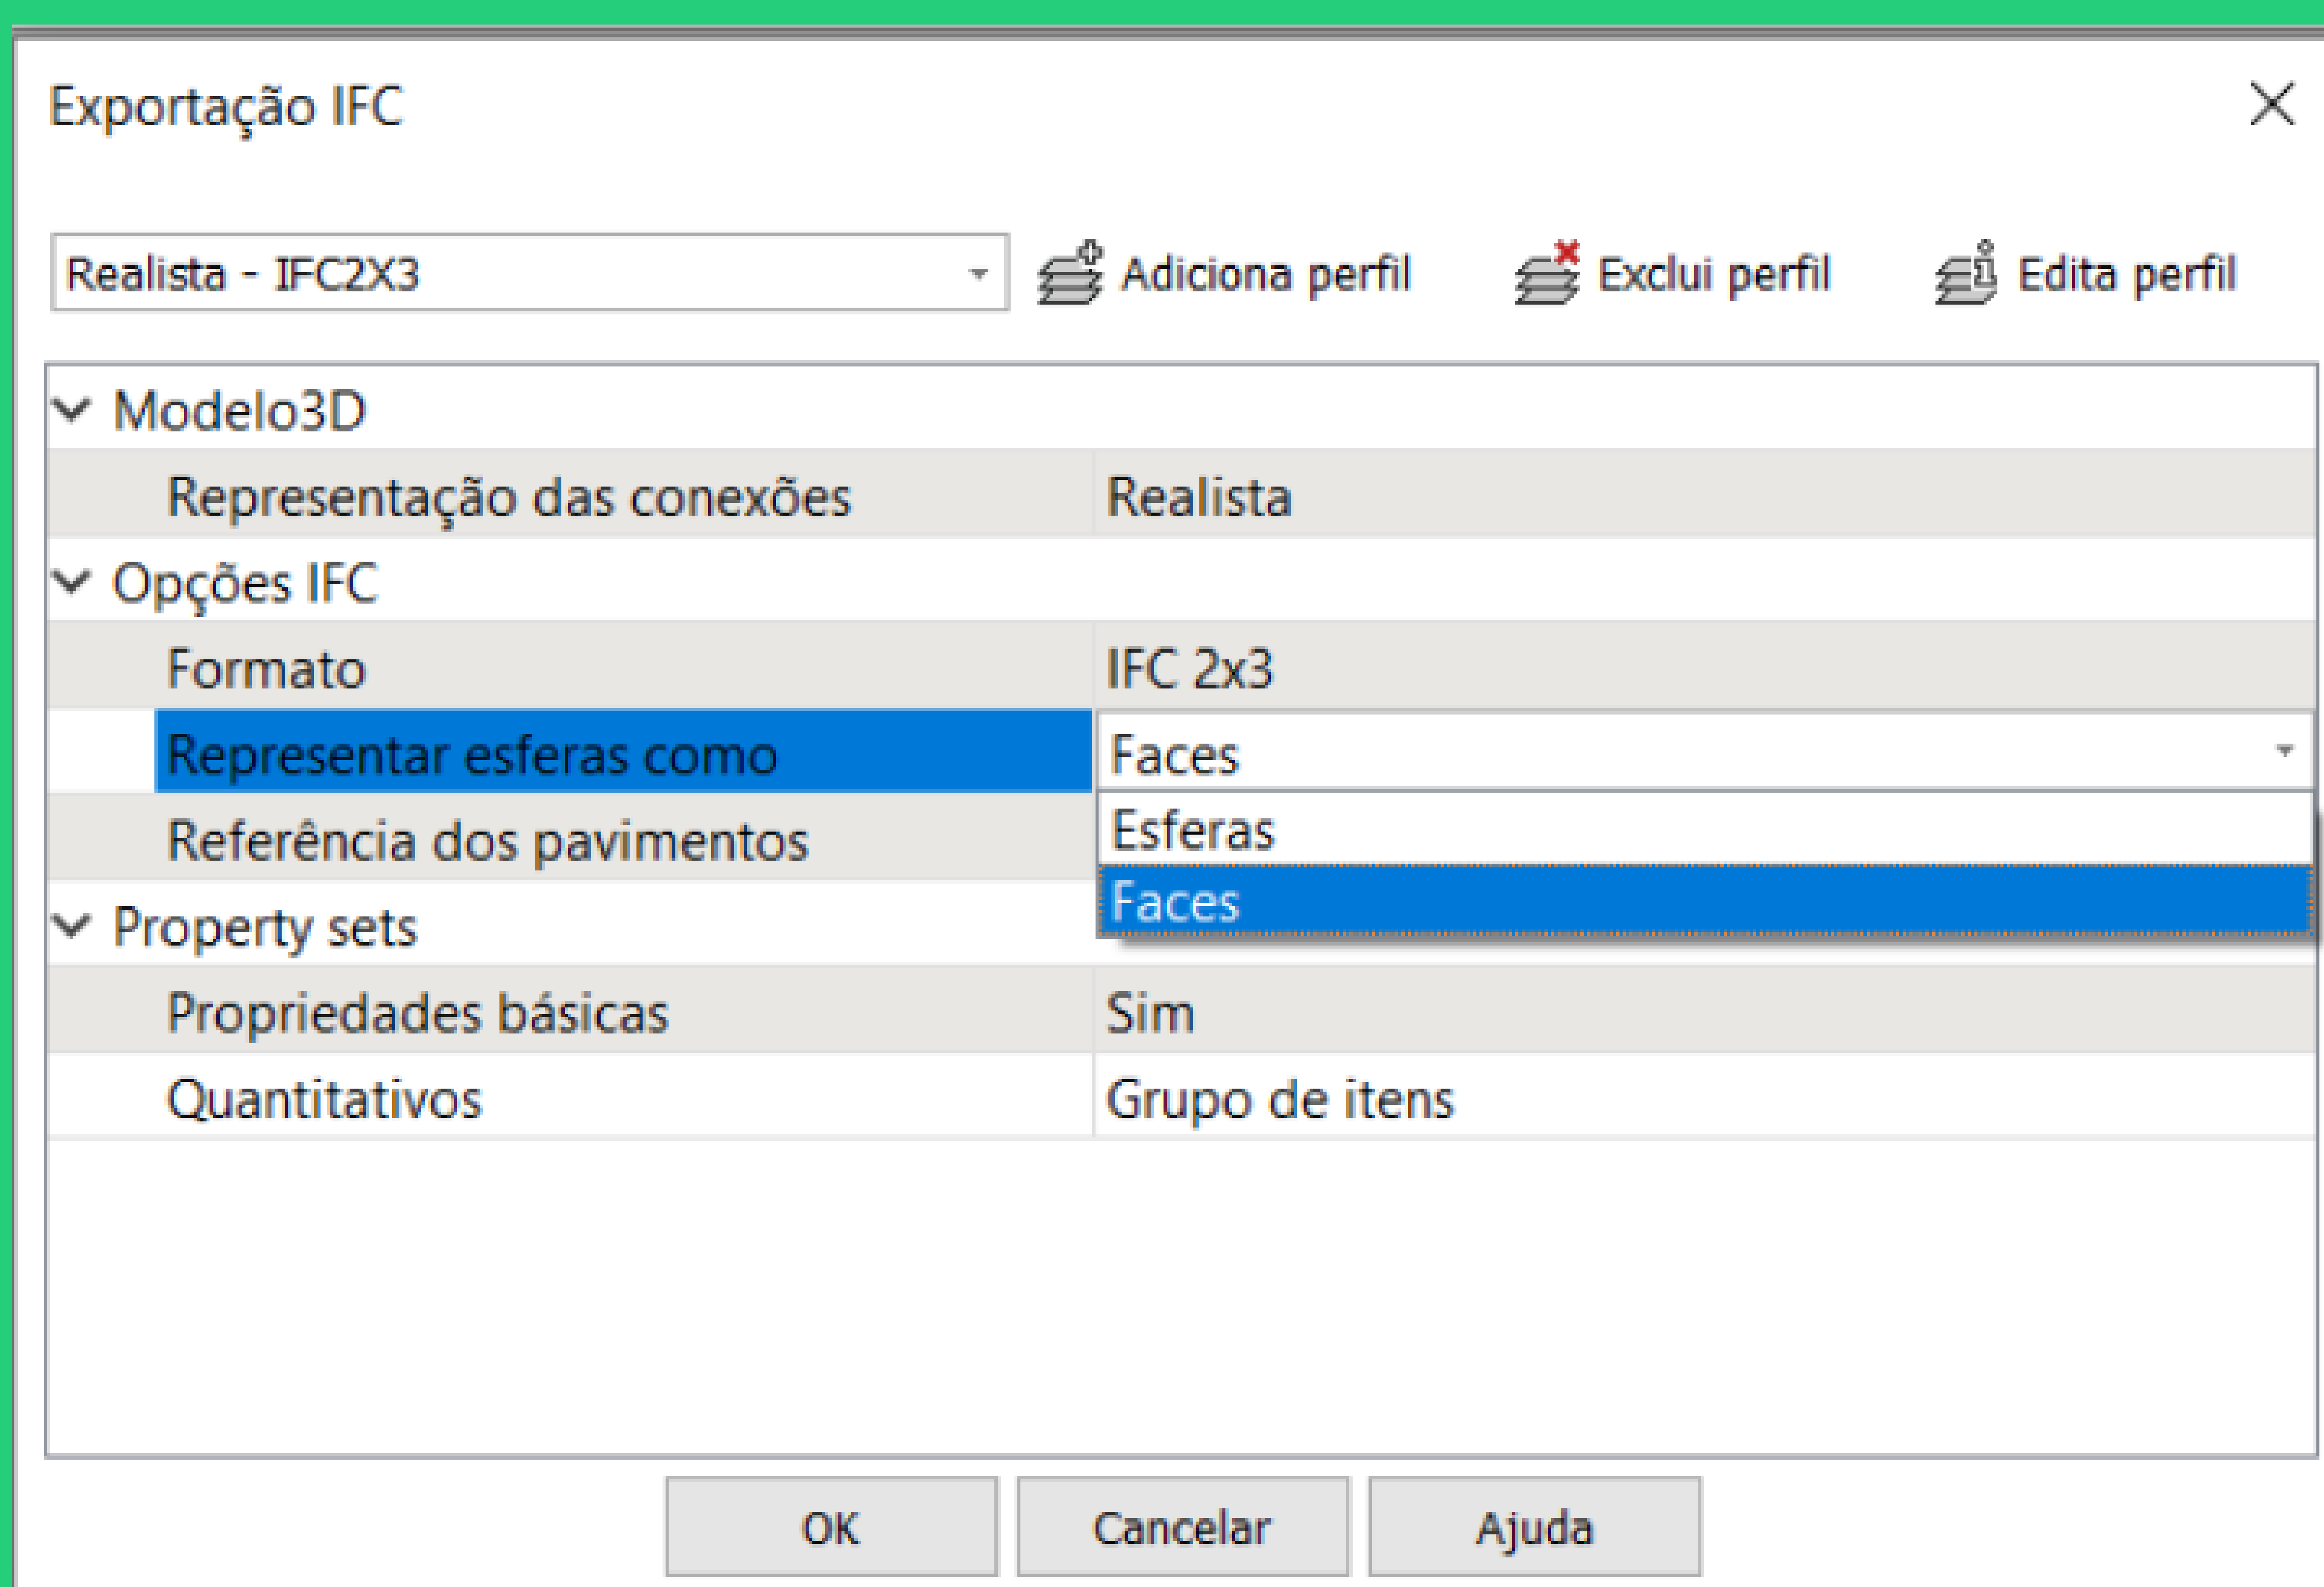 Exportação IFC
Realista - IFC2X3 Adiciona perfil Exclui perfil Edita perfil
Modelo3D
Representação das conexões Realista
Opções IFC
Formato IFC 2x3
Representar esferas como Faces
Esferas
Referência dos pavimentos
Faces
Property sets
Propriedades básicas Sim
Quantitativos Grupo de itens
OK Cancelar Ajuda